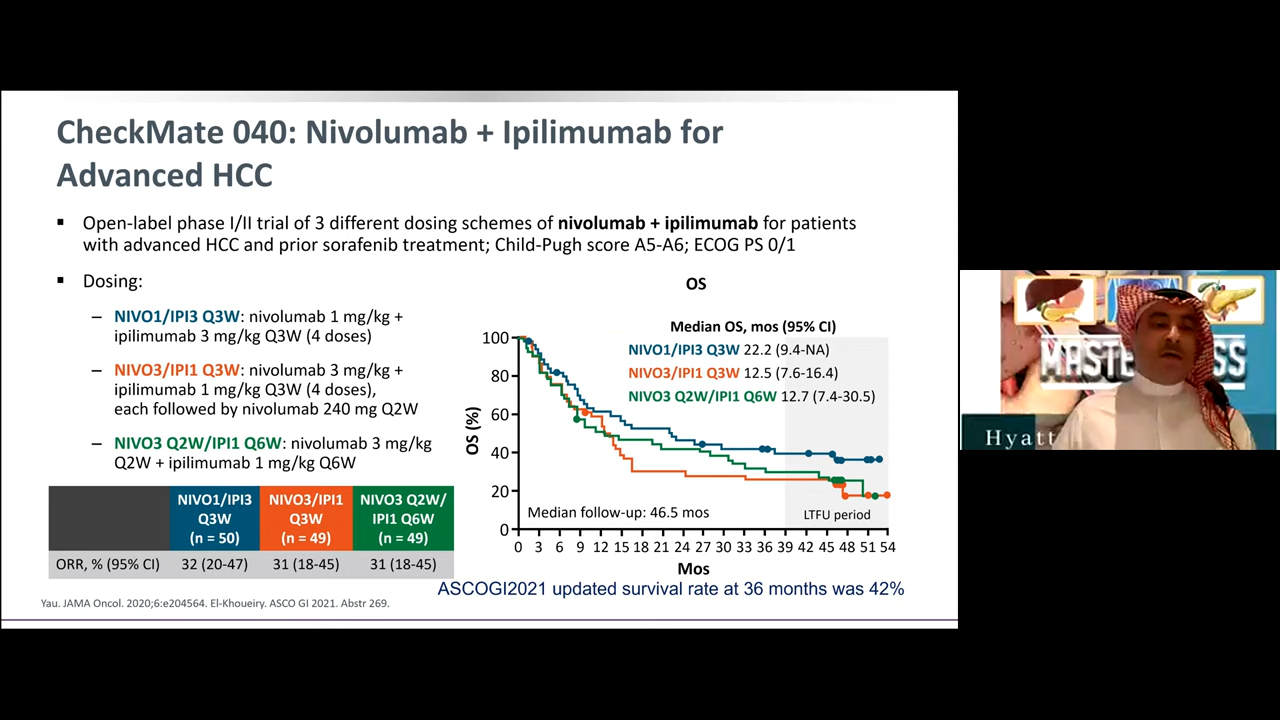 CheckMate 040: Nivolumab + Ipilimumab for
Advanced HCC
▪ Open-label phase I/II trial of 3 different dosing schemes of nivolumab + ipilimumab for patients
with advanced HCC and prior sorafenib treatment; Child-Pugh score A5-A6; ECOG PS 0/1
▪ Dosing:
– NIVO1/IPI3 Q3W: nivolumab 1 mg/kg +
ipilimumab 3 mg/kg Q3W (4 doses)
– NIVO3/IPI1 Q3W: nivolumab 3 mg/kg +
ipilimumab 1 mg/kg Q3W (4 doses),
each followed by nivolumab 240 mg Q2W
– NIVO3 Q2W/IPI1 Q6W: nivolumab 3 mg/kg
Q2W + ipilimumab 1 mg/kg Q6W
NIVO1/IPI3
Q3W
(n = 50)
NIVO3/IPI1
Q3W
(n = 49)
NIVO3 Q2W/
IPI1 Q6W
(n = 49)
ORR, % (95% CI) 32 (20-47) 31 (18-45) 31 (18-45)
OS
Median OS, mos (95% CI)
NIVO1/IPI3 Q3W 22.2 (9.4-NA)
NIVO3/IPI1 Q3W 12.5 (7.6-16.4)
NIVO3 Q2W/IPI1 Q6W 12.7 (7.4-30.5)
OS (%)
100
80
60
40
20
0
Median follow-up: 46.5 mos
LTFU period
0 3 6 9 12 15 18 21 24 27 30 33 36 39 42 45 48 51 54
Mos
ASCOGI2021 updated survival rate at 36 months was 42%
Yau. JAMA Oncol. 2020;6:e204564. El-Khoueiry. ASCO GI 2021. Abstr 269.
Hyatt